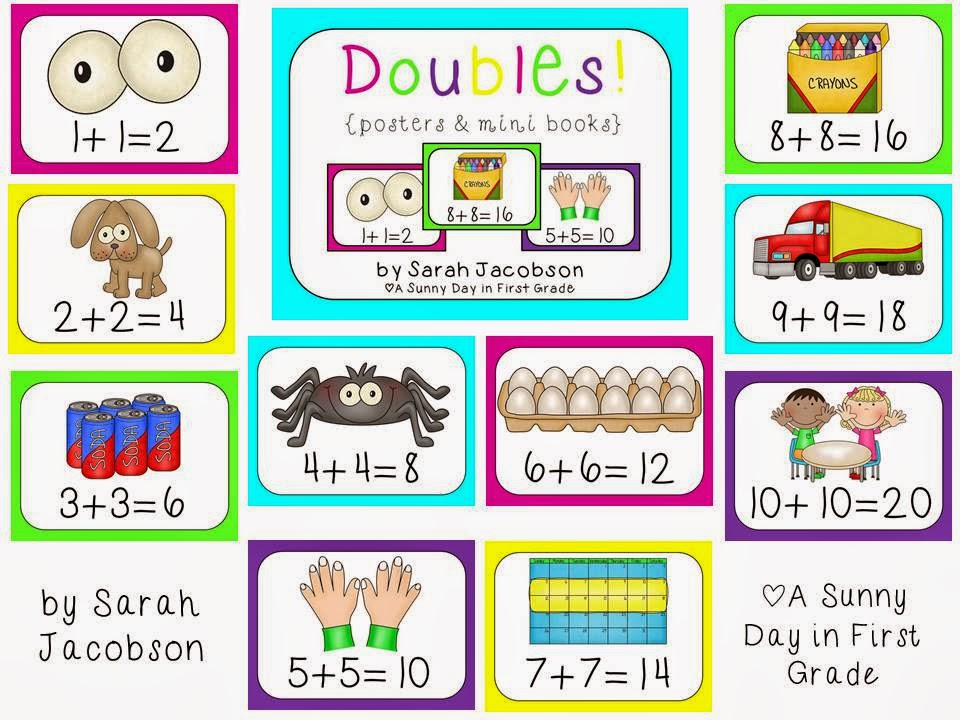 1+1=2
Doubles!
{posters & mini books}
CRAYONS
8+8=16
1+1=2
5+5=10
by Sarah Jacobson
♡A Sunny Day in First Grade
CRAYONS
8+8=16
2+2=4
9+9=18
SODA SODA SODA
3+3=6
4+4=8
6+6=12
10+10=20
by Sarah
Jacobson
5+5=10
7+7=14
♡A Sunny
Day in First
Grade